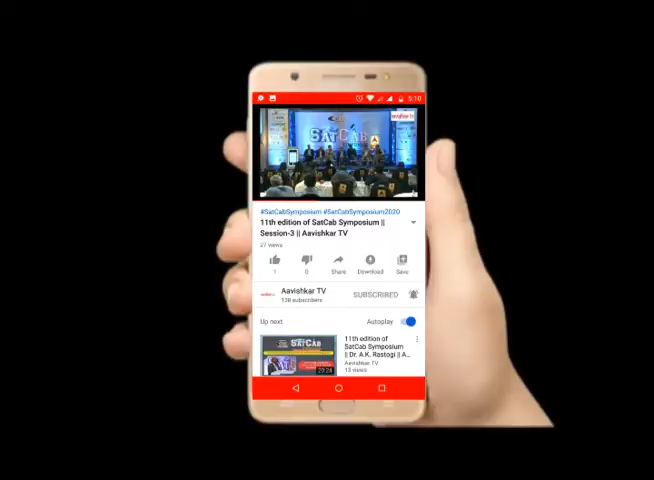 5:10
SATCAB
#SatCabSymposium #SatCabSymposium2020
11th edition of SatCab Symposium ||
Session-3 || Aavishkar TV
27 views
1
0
Share
Download
Save
Aavishkar TV
SUBSCRIBED
138 subscribers
Up next
Autoplay
11th edition of
SatCab Symposium
|| Dr. A.K. Rastogi || A...
Aavishkar TV
13 views
SATCAB
23:24